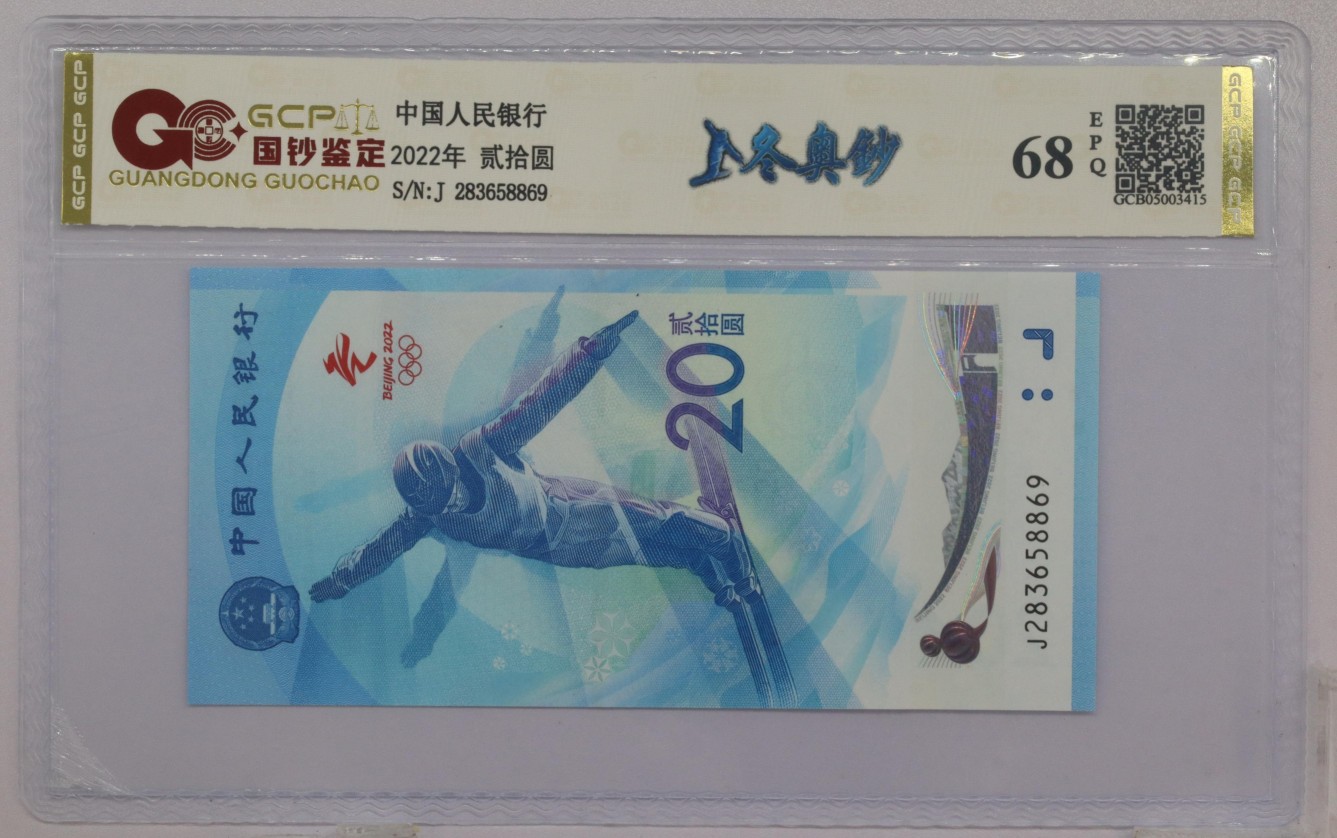 GCP GCP GCP
GCP
国钞鉴定
GUANGDONG GUOCHAO
中国人民银行
2022年 贰拾圆
S/N:J 283658869
冬奥钞
68
EPQ
GCB05003415
GCP GCP GCP
中国人民银行
BEIJING 2022
贰拾圆
20
J283658869